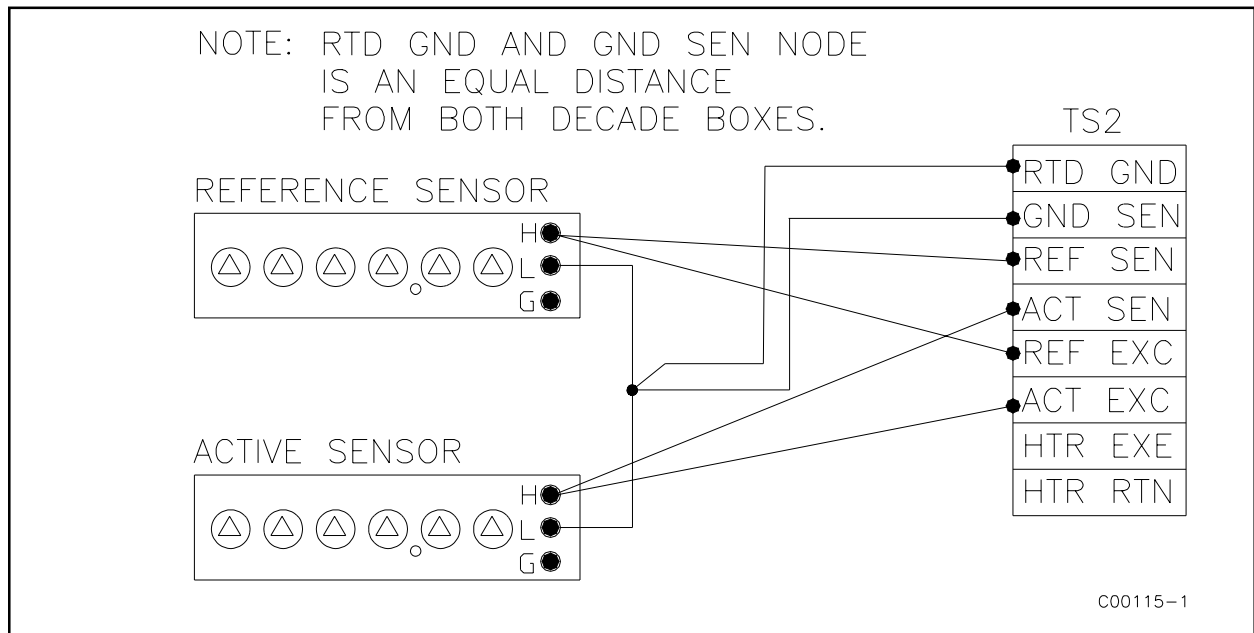 NOTE: RTD GND AND GND SEN NODE
IS AN EQUAL DISTANCE
FROM BOTH DECADE BOXES.
TS2
REFERENCE SENSOR
H
L
G
RTD GND
GND SEN
REF SEN
ACT SEN
REF EXC
ACT EXC
HTR EXE
HTR RTN
ACTIVE SENSOR
H
L
G
C00115-1